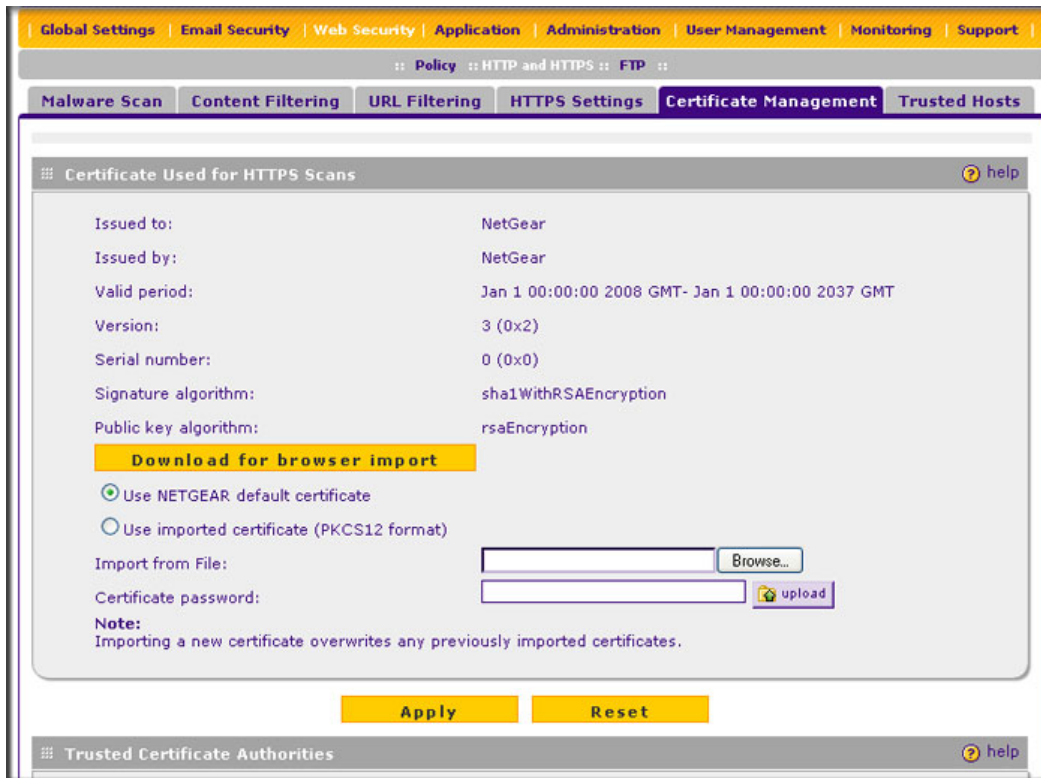 | Global Settings | Email Security | Web Security | Application | Administration | User Management | Monitoring | Support |
:: Policy :: HTTP and HTTPS :: FTP ::
Malware Scan Content Filtering URL Filtering HTTPS Settings Certificate Management Trusted Hosts
Certificate Used for HTTPS Scans ? help
Issued to: NetGear
Issued by: NetGear
Valid period: Jan 1 00:00:00 2008 GMT- Jan 1 00:00:00 2037 GMT
Version: 3 (0x2)
Serial number: 0 (0x0)
Signature algorithm: sha1WithRSAEncryption
Public key algorithm: rsaEncryption
Download for browser import
Use NETGEAR default certificate
Use imported certificate (PKCS12 format)
Import from File: Browse...
Certificate password: upload
Note:
Importing a new certificate overwrites any previously imported certificates.
Apply Reset
Trusted Certificate Authorities ? help